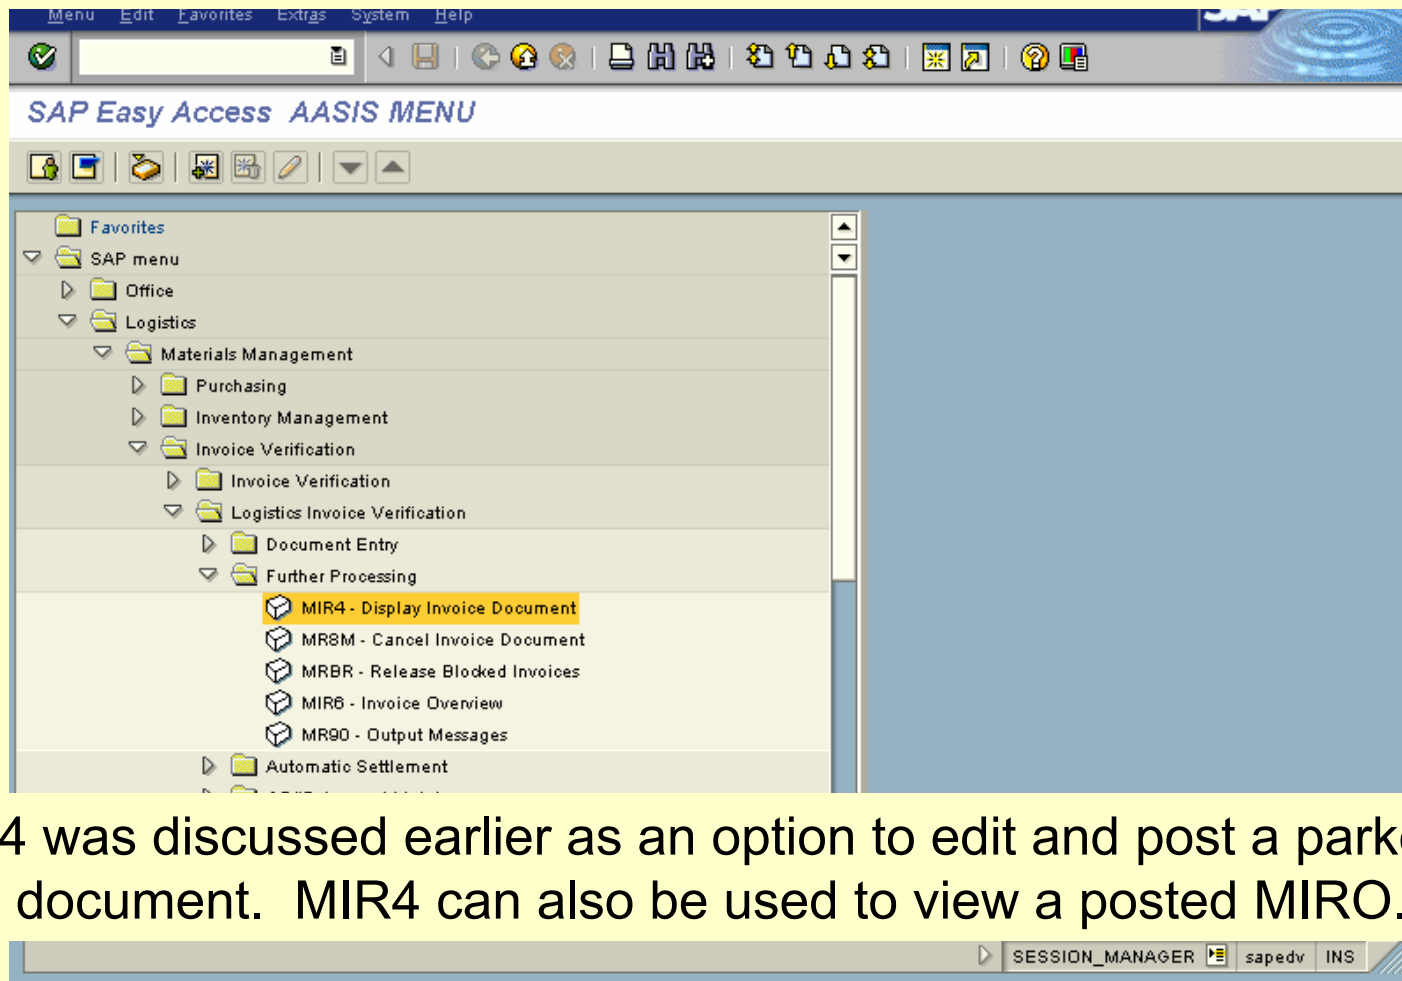 Menu Edit Favorites Extras System Help
SAP Easy Access AASIS MENU
Favorites
SAP menu
Office
Logistics
Materials Management
Purchasing
Inventory Management
Invoice Verification
Invoice Verification
Logistics Invoice Verification
Document Entry
Further Processing
MIR4 - Display Invoice Document
MR8M - Cancel Invoice Document
MRBR - Release Blocked Invoices
MIR6 - Invoice Overview
MR90 - Output Messages
Automatic Settlement
4 was discussed earlier as an option to edit and post a park
document. MIR4 can also be used to view a posted MIRO.
SESSION_MANAGER sapedv INS